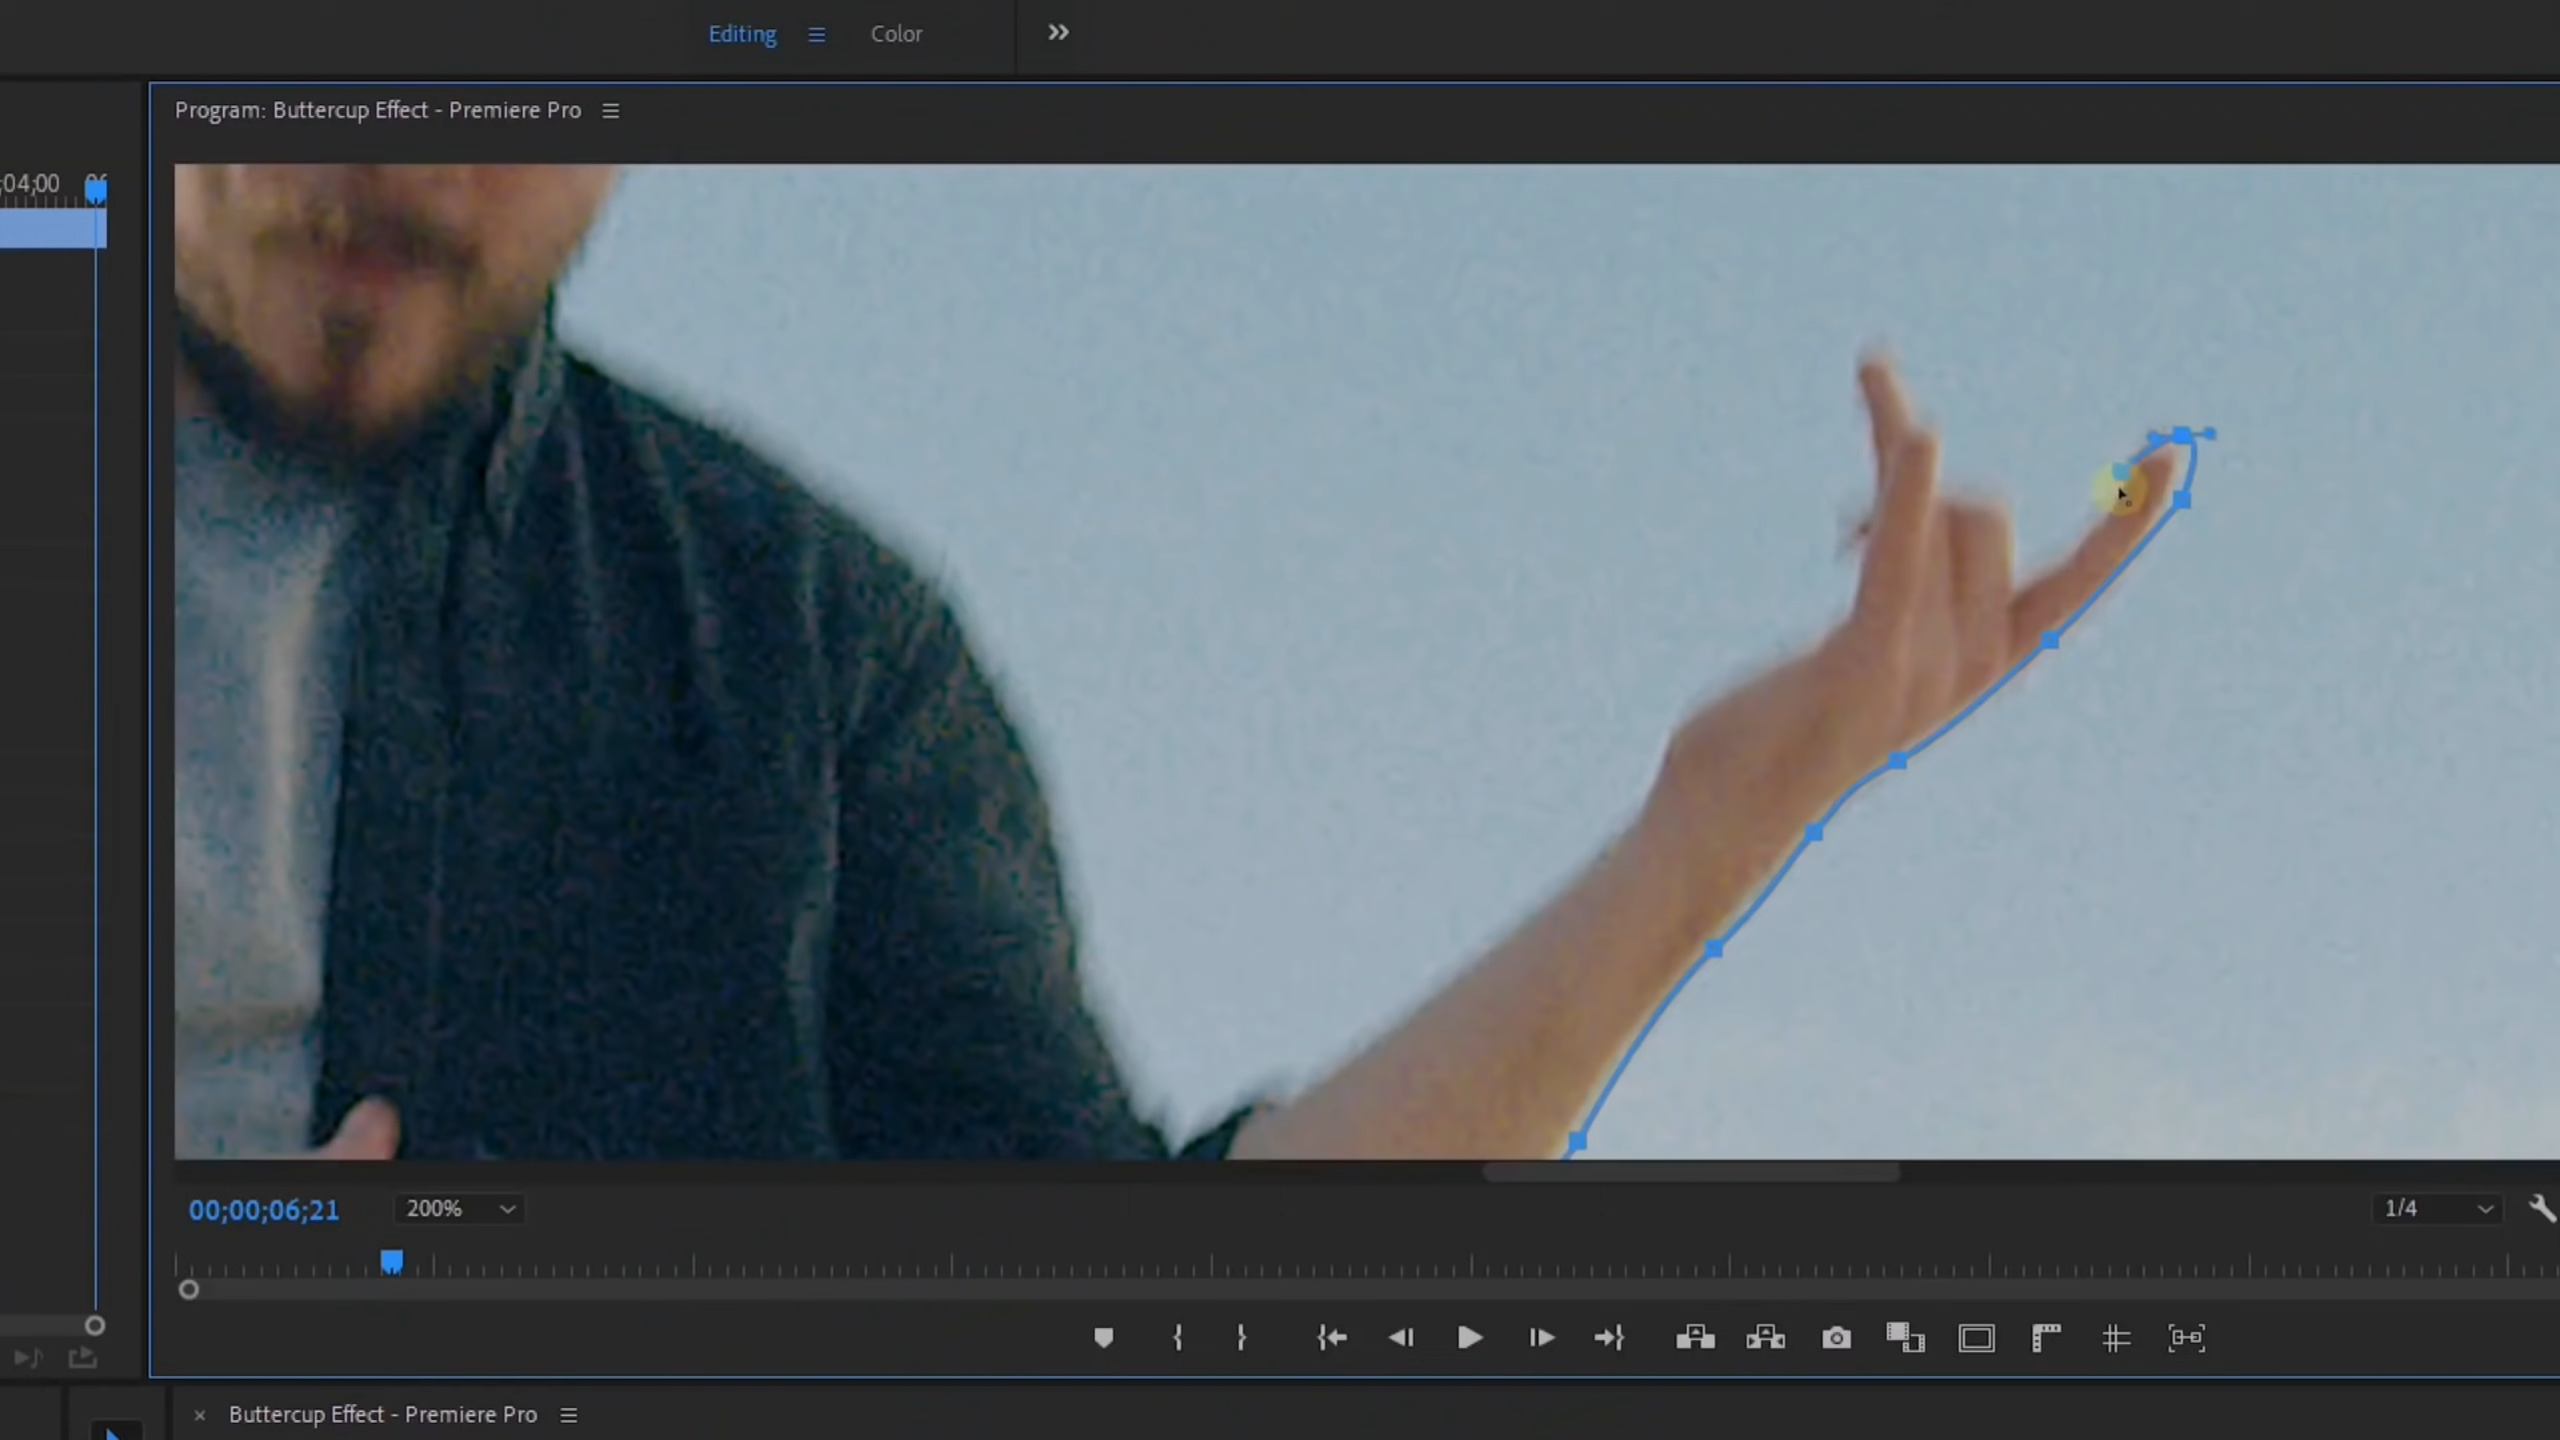 Editing Color
Program: Buttercup Effect - Premiere Pro
;04;00
00;00;06;21 200% 1/4
Buttercup Effect - Premiere Pro